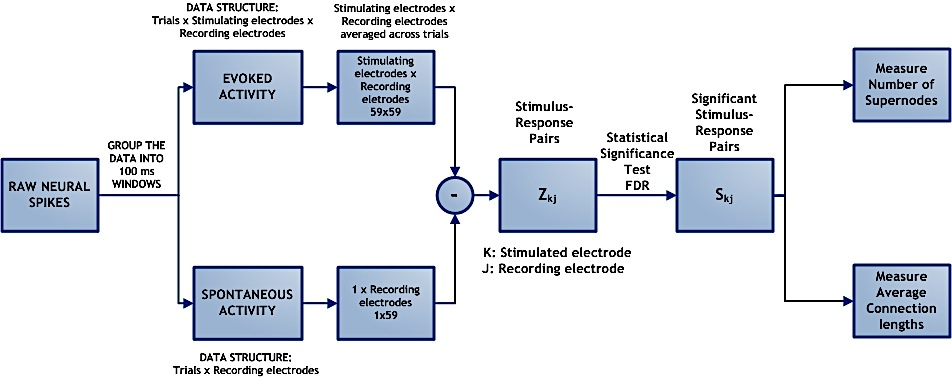 DATA STRUCTURE:
Trials x Stimulating electrodes x
Recording electrodes
Stimulating electrodes x
Recording electrodes
averaged across trials
EVOKED
ACTIVITY
Stimulating
electrodes x
Recording
eletrodes
59x59
GROUP THE
DATA INTO
100 ms
WINDOWS
RAW NEURAL
SPIKES
-
Stimulus-
Response
Pairs
Zkj
Statistical
Significance
Test
FDR
Significant
Stimulus-
Response
Pairs
Skj
K: Stimulated electrode
J: Recording electrode
Measure
Number of
Supernodes
Measure
Average
Connection
lengths
SPONTANEOUS
ACTIVITY
1 x Recording
electrodes
1x59
DATA STRUCTURE:
Trials x Recording electrodes